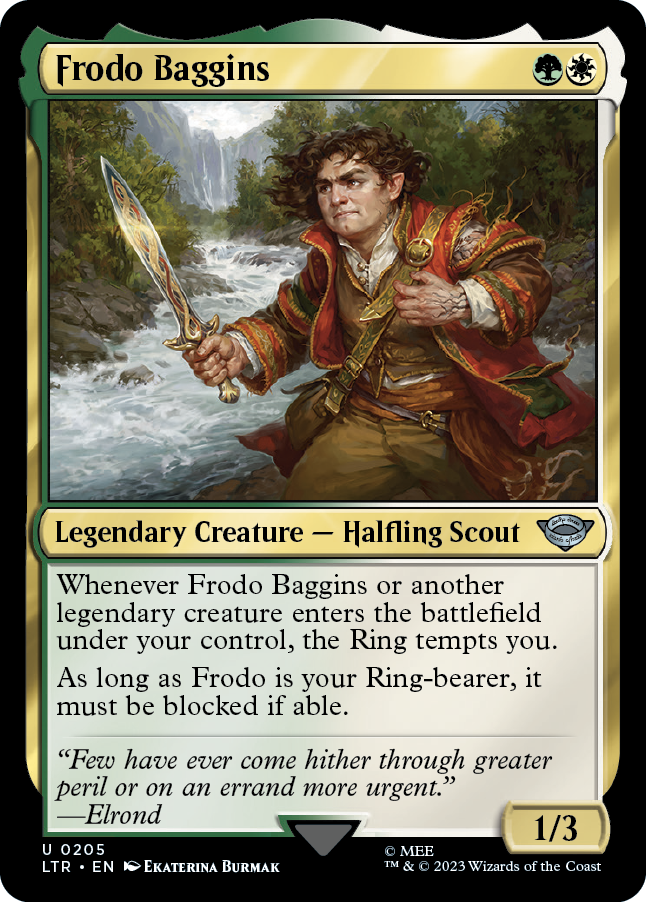 Frodo Baggins
Legendary Creature — Halfling Scout
Whenever Frodo Baggins or another
legendary creature enters the battlefield
under your control, the Ring tempts you.
As long as Frodo is your Ring-bearer, it
must be blocked if able.
“Few have ever come hither through greater
peril or on an errand more urgent.”
—Elrond
1/3
U 0205
LTR • EN Ekaterina Burmak
© MEE
™ & © 2023 Wizards of the Coast